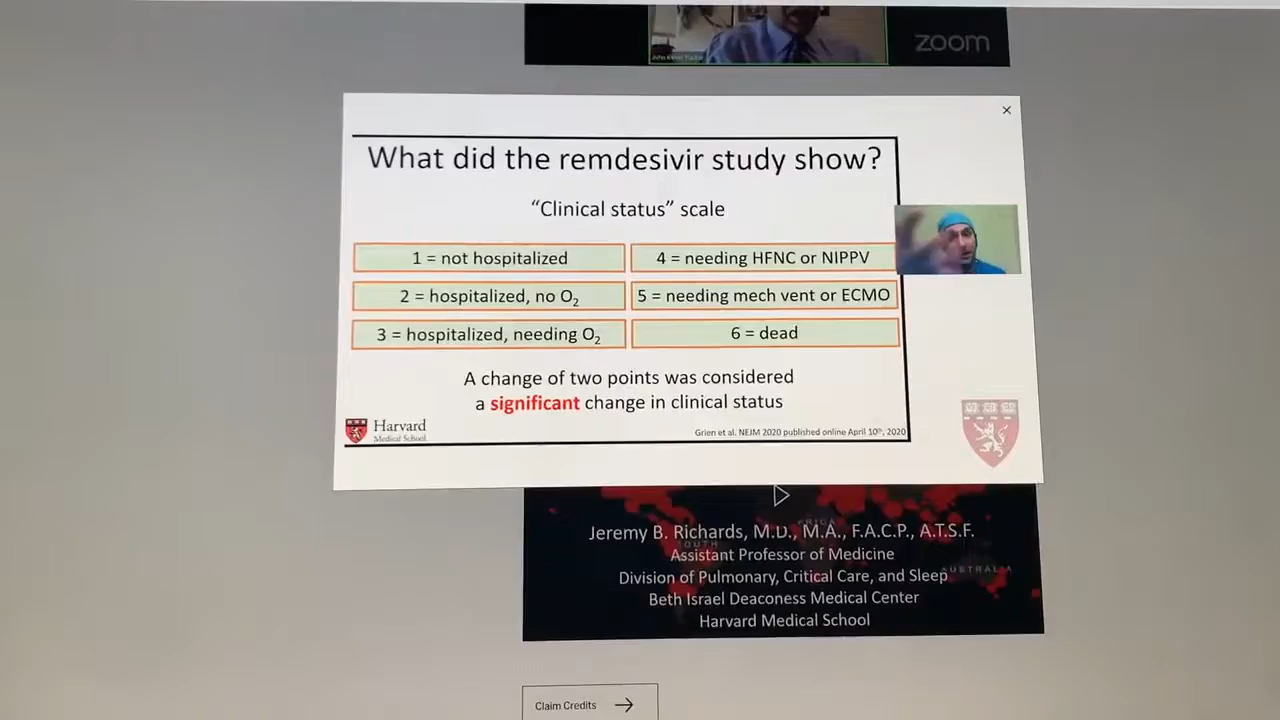 zoom
What did the remdesivir study show?
“Clinical status” scale
1 = not hospitalized
2 = hospitalized, no O₂
3 = hospitalized, needing O₂
4 = needing HFNC or NIPPV
5 = needing mech vent or ECMO
6 = dead
A change of two points was considered
a significant change in clinical status
Harvard
Medical School
Grien et al. NEJM 2020 published online April 10th, 2020
Jeremy B. Richards, M.D., M.A., F.A.C.P., A.T.S.F.
Assistant Professor of Medicine
AUSTRALIA
Division of Pulmonary, Critical Care, and Sleep
Beth Israel Deaconess Medical Center
Harvard Medical School
Claim Credits